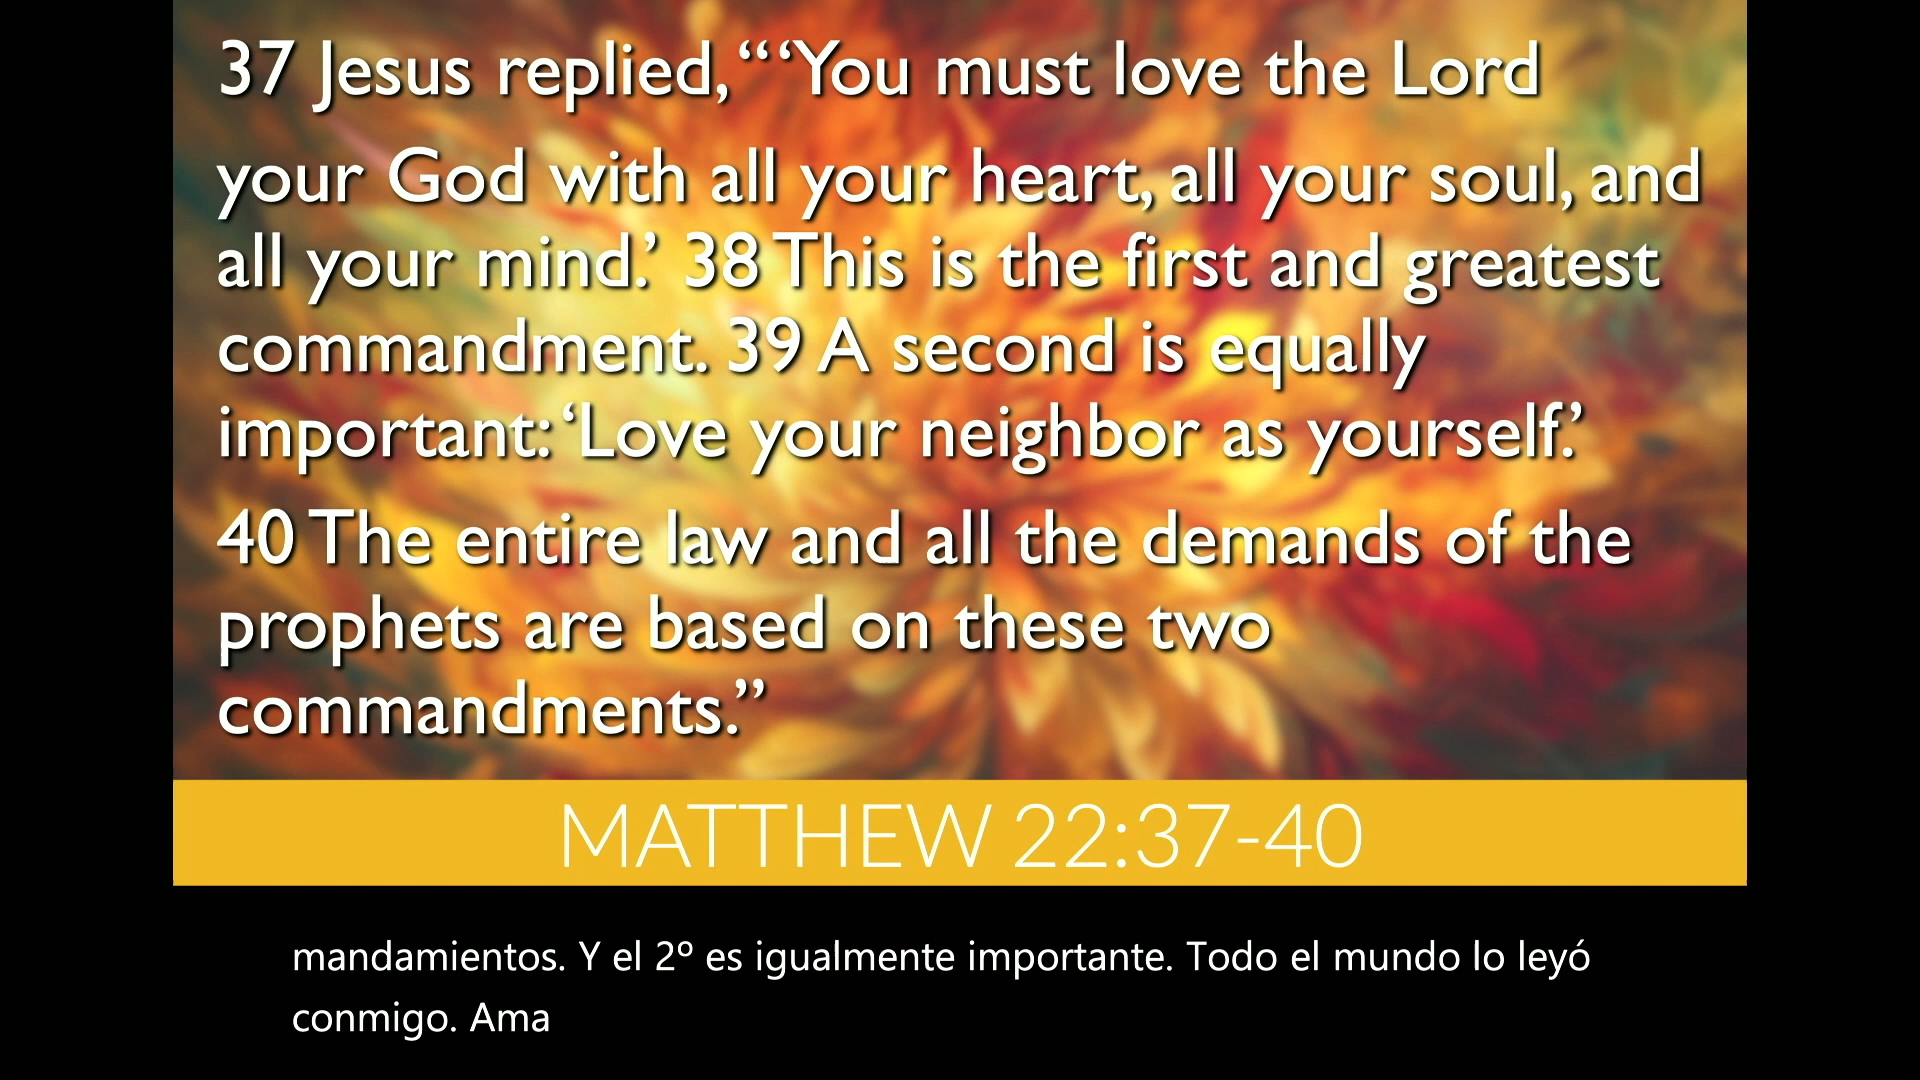 37 Jesus replied, “‘You must love the Lord
your God with all your heart, all your soul, and
all your mind.’ 38 This is the first and greatest
commandment. 39 A second is equally
important: ‘Love your neighbor as yourself.’
40 The entire law and all the demands of the
prophets are based on these two
commandments.”
MATTHEW 22:37-40
mandamientos. Y el 2º es igualmente importante. Todo el mundo lo leyó
conmigo. Ama